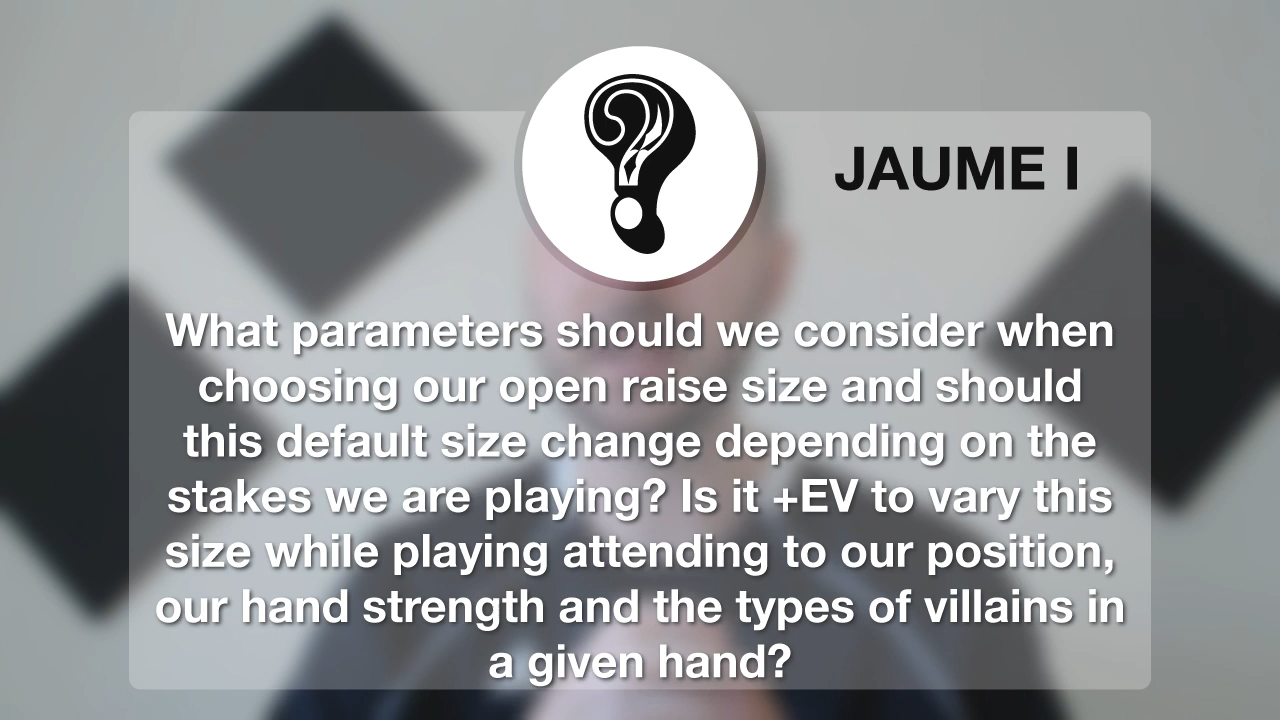 JAUME I
What parameters should we consider when
choosing our open raise size and should
this default size change depending on the
stakes we are playing? Is it +EV to vary this
size while playing attending to our position,
our hand strength and the types of villains in
a given hand?